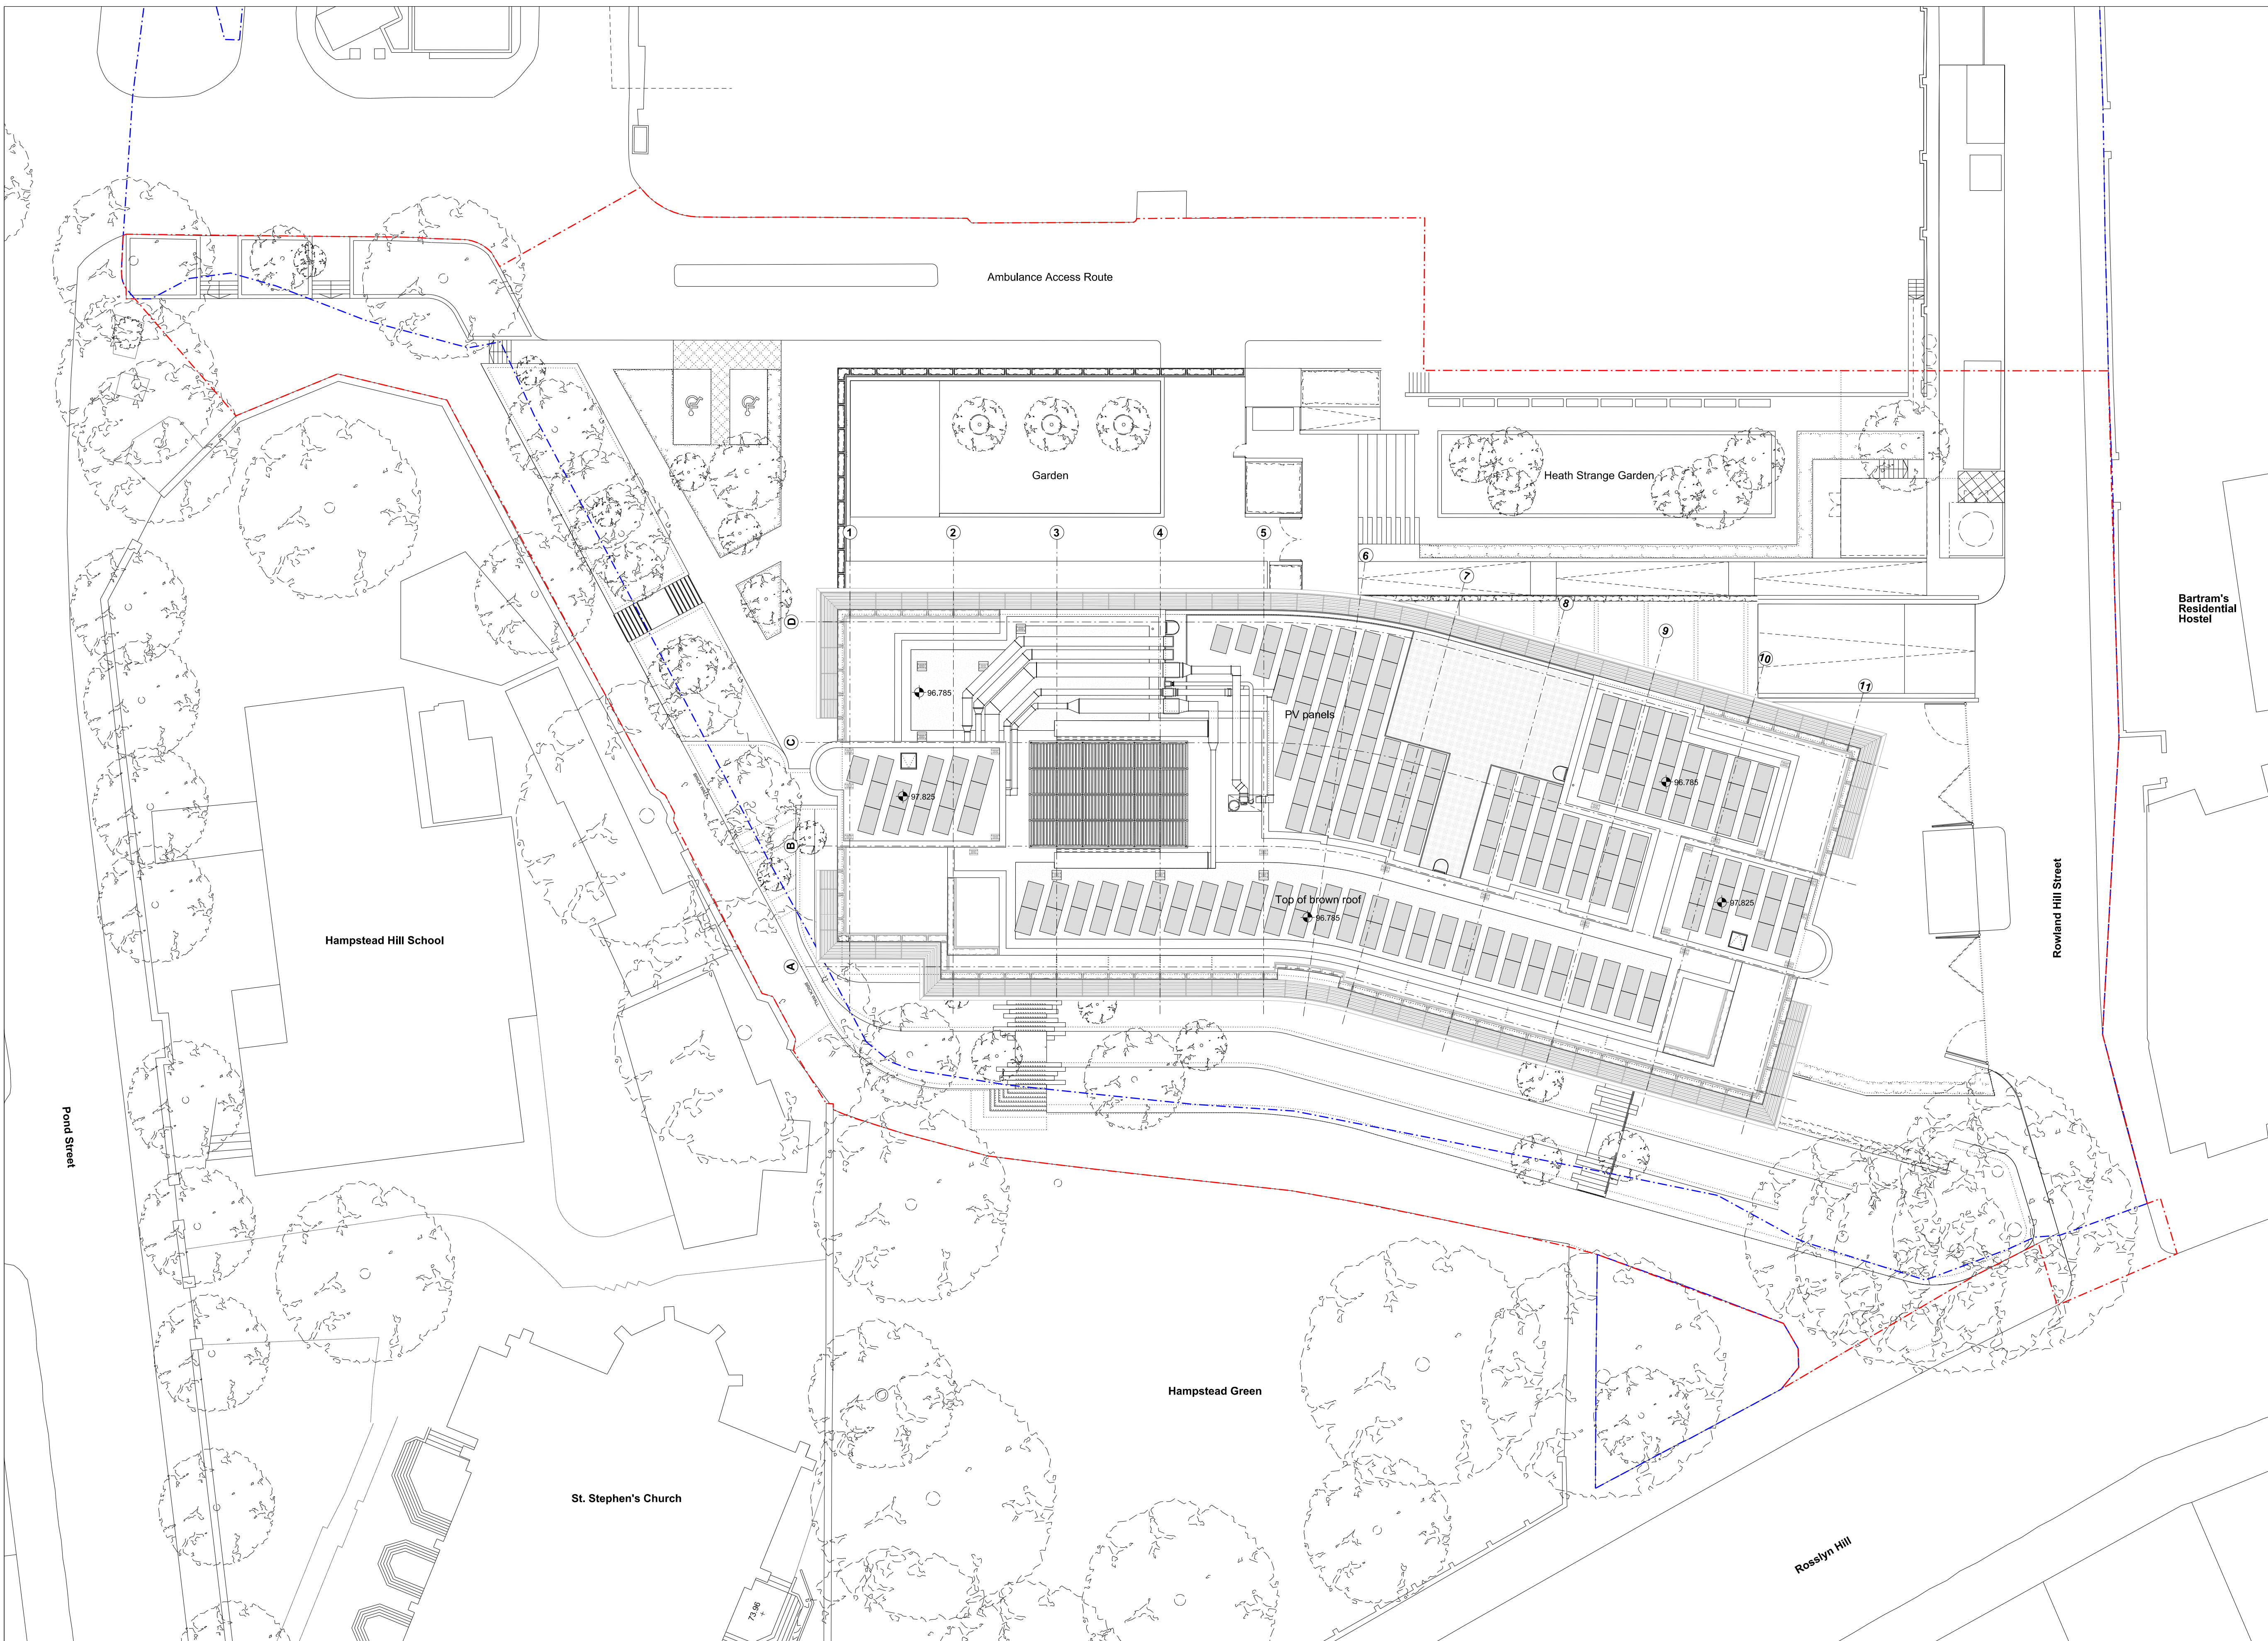 Ambulance Access Route
Garden
Heath Strange Garden
1
2
3
4
5
6
7
8
9
10
11
D
C
B
A
Bartram's
Residential
Hostel
96.785
PV panels
97.825
96.785
Top of brown roof
96.785
97.825
Hampstead Hill School
Rowland Hill Street
Pond Street
Hampstead Green
St. Stephen's Church
Rosslyn Hill
73.96